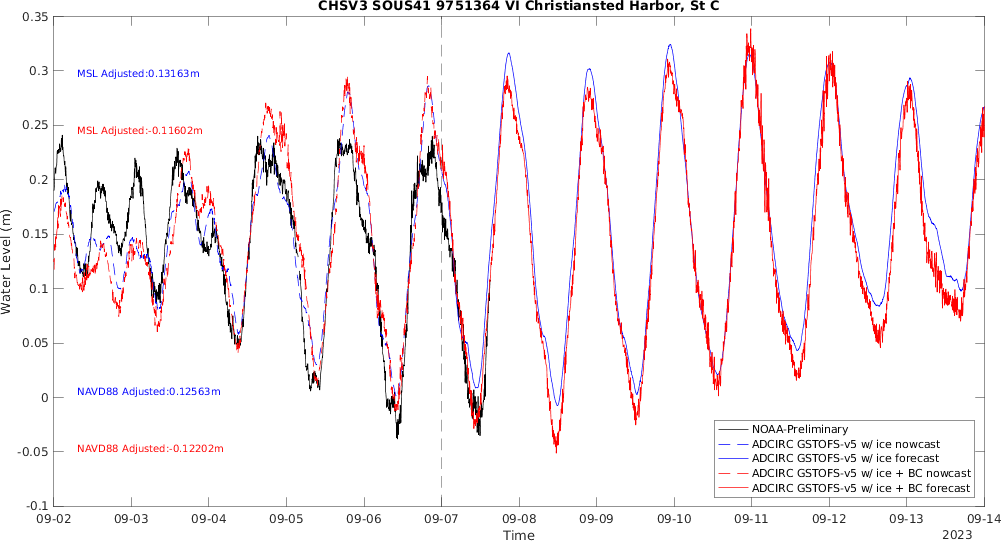 CHSV3 SOUS41 9751364 VI Christiansted Harbor, St C
0.35
0.3
0.25
0.2
0.15
0.1
0.05
0
-0.05
-0.1
Water Level (m)
MSL Adjusted:0.13163m
MSL Adjusted:-0.11602m
NAVD88 Adjusted:0.12563m
NAVD88 Adjusted:-0.12202m
NOAA-Preliminary
ADCIRC GSTOFS-v5 w/ ice nowcast
ADCIRC GSTOFS-v5 w/ ice forecast
ADCIRC GSTOFS-v5 w/ ice + BC nowcast
ADCIRC GSTOFS-v5 w/ ice + BC forecast
09-02 09-03 09-04 09-05 09-06 09-07 09-08 09-09 09-10 09-11 09-12 09-13 09-14
Time
2023